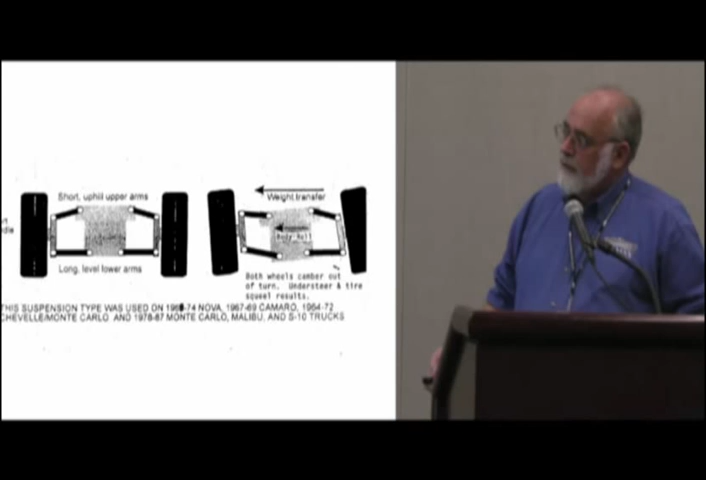 Short, uphill upper arms
Weight transfer
Body Roll
Long, level lower arms
Both wheels camber out
of turn. Understeer & tire
squeel results.
THIS SUSPENSION TYPE WAS USED ON 1968-74 NOVA, 1967-69 CAMARO, 1964-72
CHEVELLE/MONTE CARLO AND 1978-87 MONTE CARLO, MALIBU, AND S-10 TRUCKS